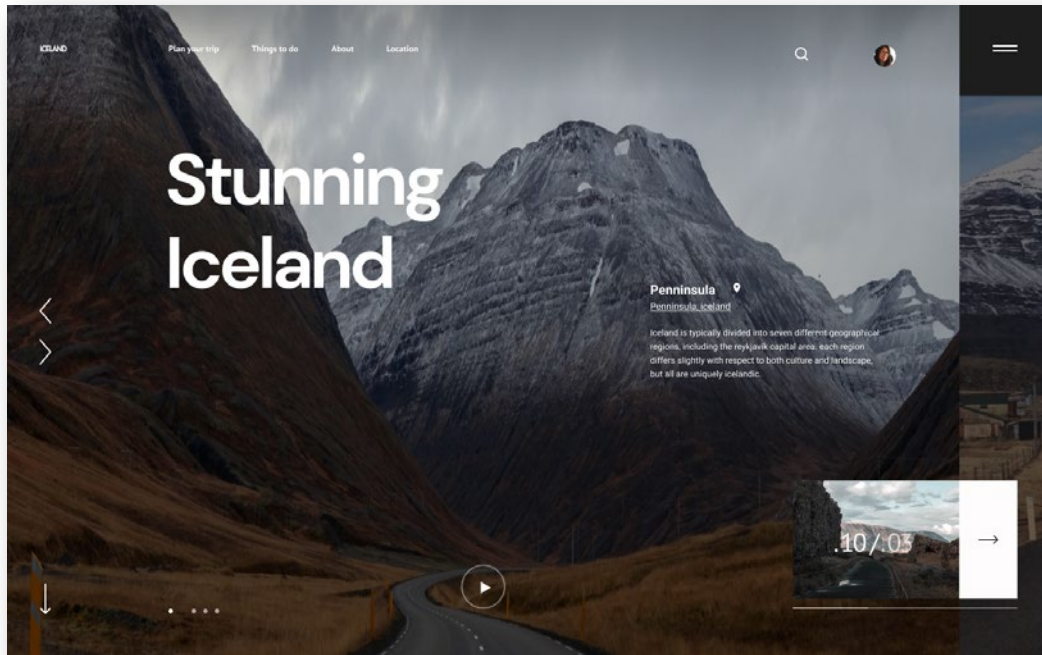 ICELAND
Plan your trip
Things to do
About
Location
Stunning
Iceland
Penninsula
Penninsula, iceland
Iceland is typically divided into seven different geographical
regions, including the reykjavik capital area. each region
differs slightly with respect to both culture and landscape,
but all are uniquely icelandic.
.10/.03